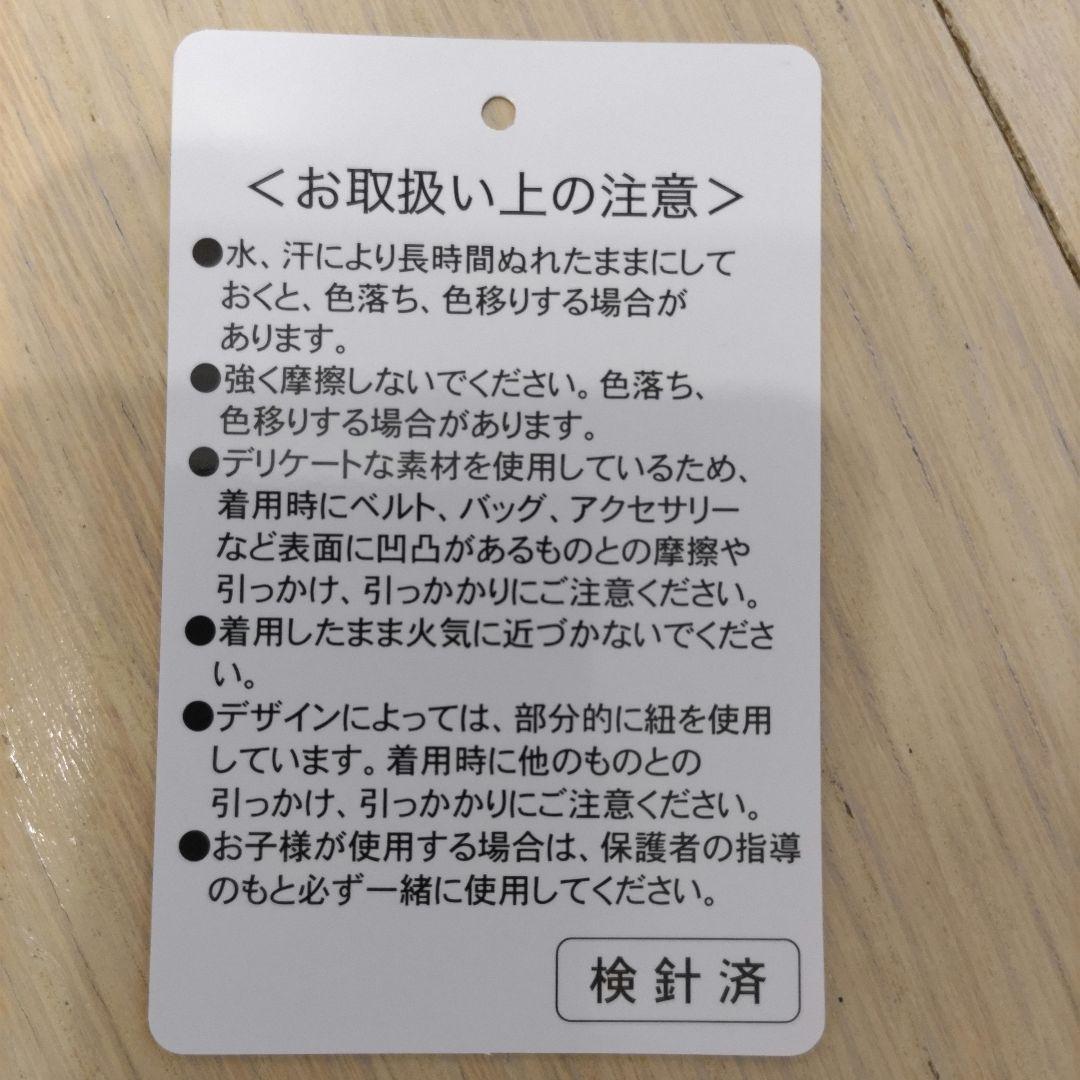 ＜お取扱い上の注意＞
●水、汗により長時間ぬれたままにして
おくと、色落ち、色移りする場合が
あります。
●強く摩擦しないでください。色落ち、
色移りする場合があります。
●デリケートな素材を使用しているため、
着用時にベルト、バッグ、アクセサリー
など表面に凹凸があるものとの摩擦や
引っかけ、引っかかりにご注意ください。
●着用したまま火気に近づかないでくださ
い。
●デザインによっては、部分的に紐を使用
しています。着用時に他のものとの
引っかけ、引っかかりにご注意ください。
●お子様が使用する場合は、保護者の指導
のもと必ず一緒に使用してください。
検針済